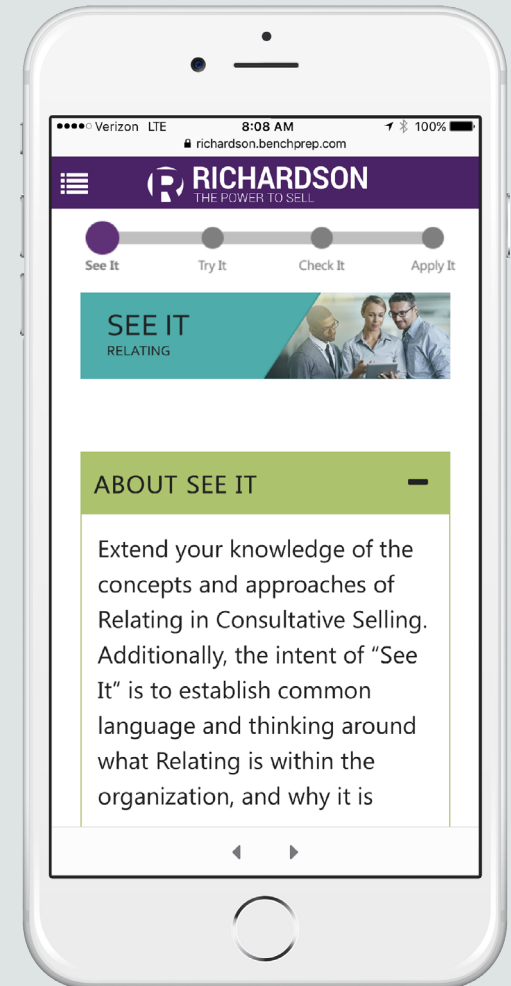 Verizon LTE 8:08 AM 100%
richardson.benchprep.com
R RICHARDSON
THE POWER TO SELL
See It Try It Check It Apply It
SEE IT
RELATING
ABOUT SEE IT
Extend your knowledge of the
concepts and approaches of
Relating in Consultative Selling.
Additionally, the intent of “See
It” is to establish common
language and thinking around
what Relating is within the
organization, and why it is